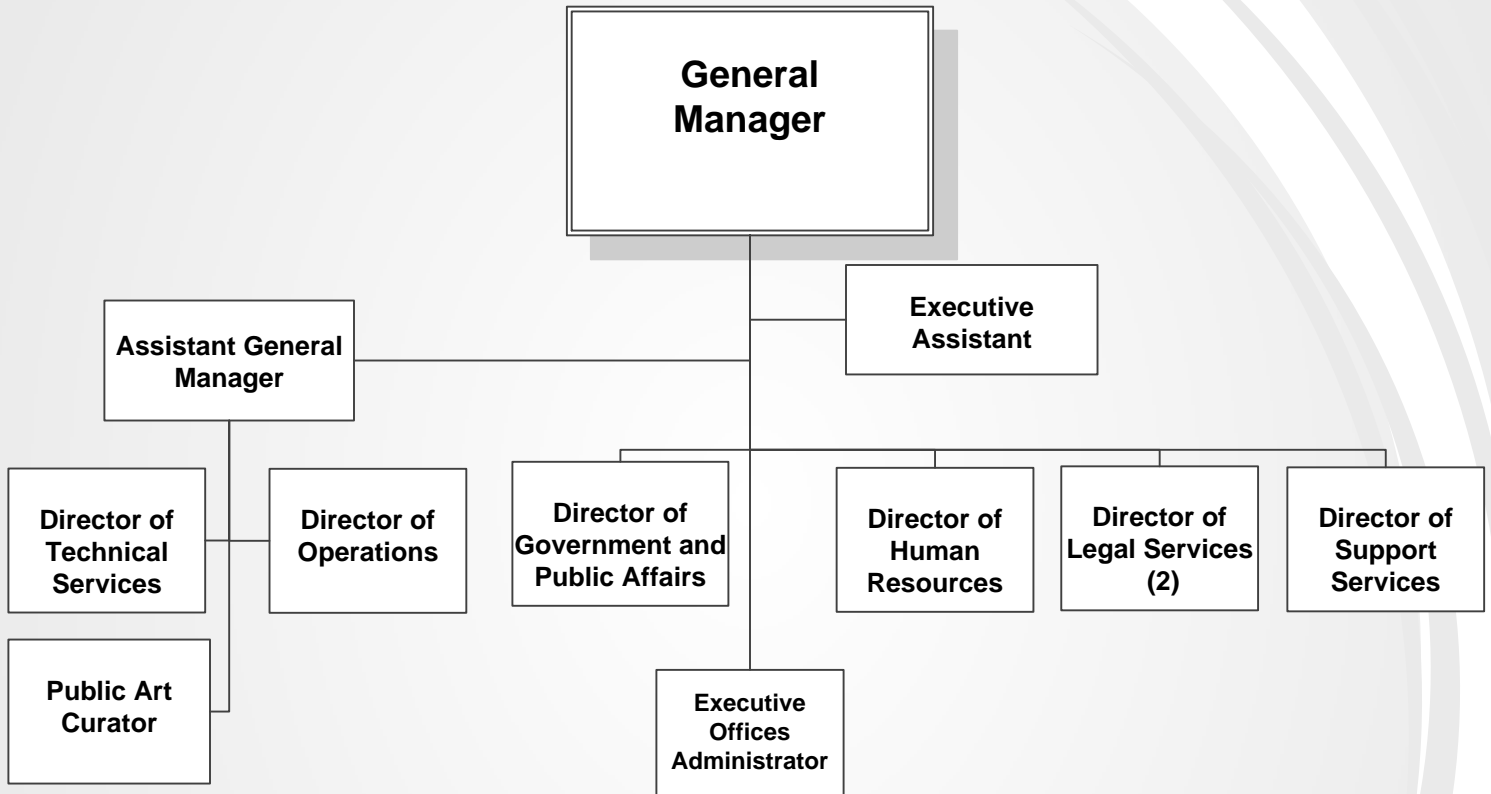 General
Manager
Executive
Assistant
Assistant General
Manager
Director of
Technical
Services
Director of
Operations
Director of
Government and
Public Affairs
Director of
Human
Resources
Director of
Legal Services
(2)
Director of
Support
Services
Public Art
Curator
Executive
Offices
Administrator